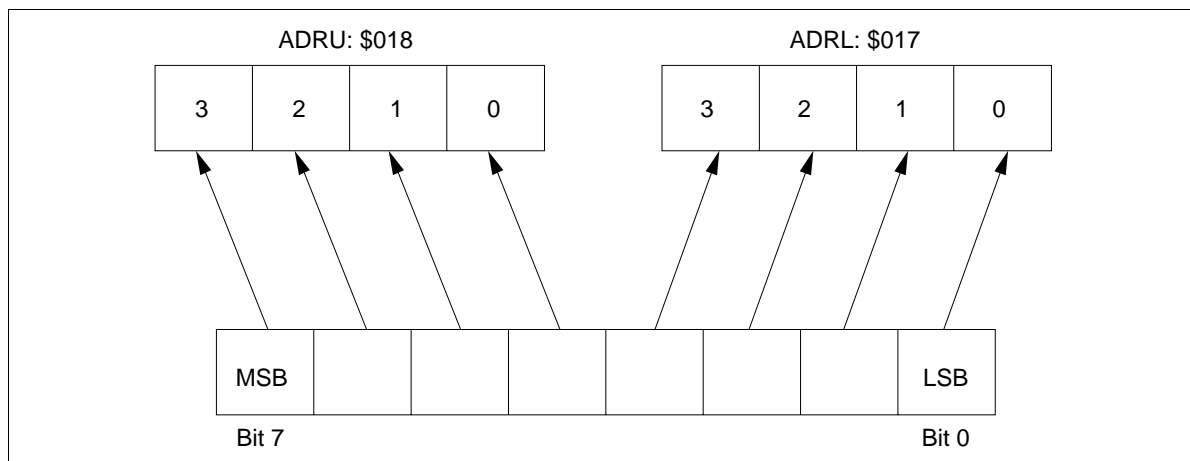 ADRU: $018 ADRL: $017
3 2 1 0 3 2 1 0
MSB LSB
Bit 7 Bit 0